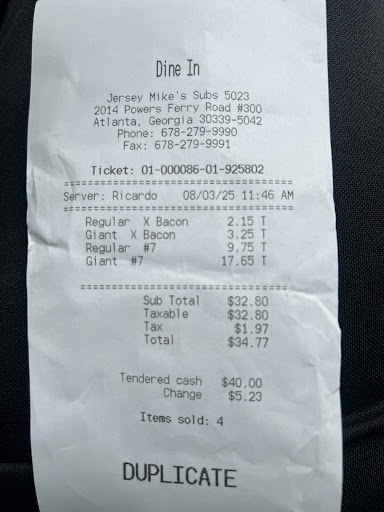 Dine In
Jersey Mike's Subs 5023
2014 Powers Ferry Road #300
Atlanta, Georgia 30339-5042
Phone: 678-279-9990
Fax: 678-279-9991
Ticket: 01-000086-01-925802
==============================
Server: Ricardo 08/03/25 11:46 AM
==============================
Regular X Bacon 2.15 T
Giant X Bacon 3.25 T
Regular #7 9.75 T
Giant #7 17.65 T
==============================
Sub Total $32.80
Taxable $32.80
Tax $1.97
Total $34.77
Tendered cash $40.00
Change $5.23
Items sold: 4
DUPLICATE